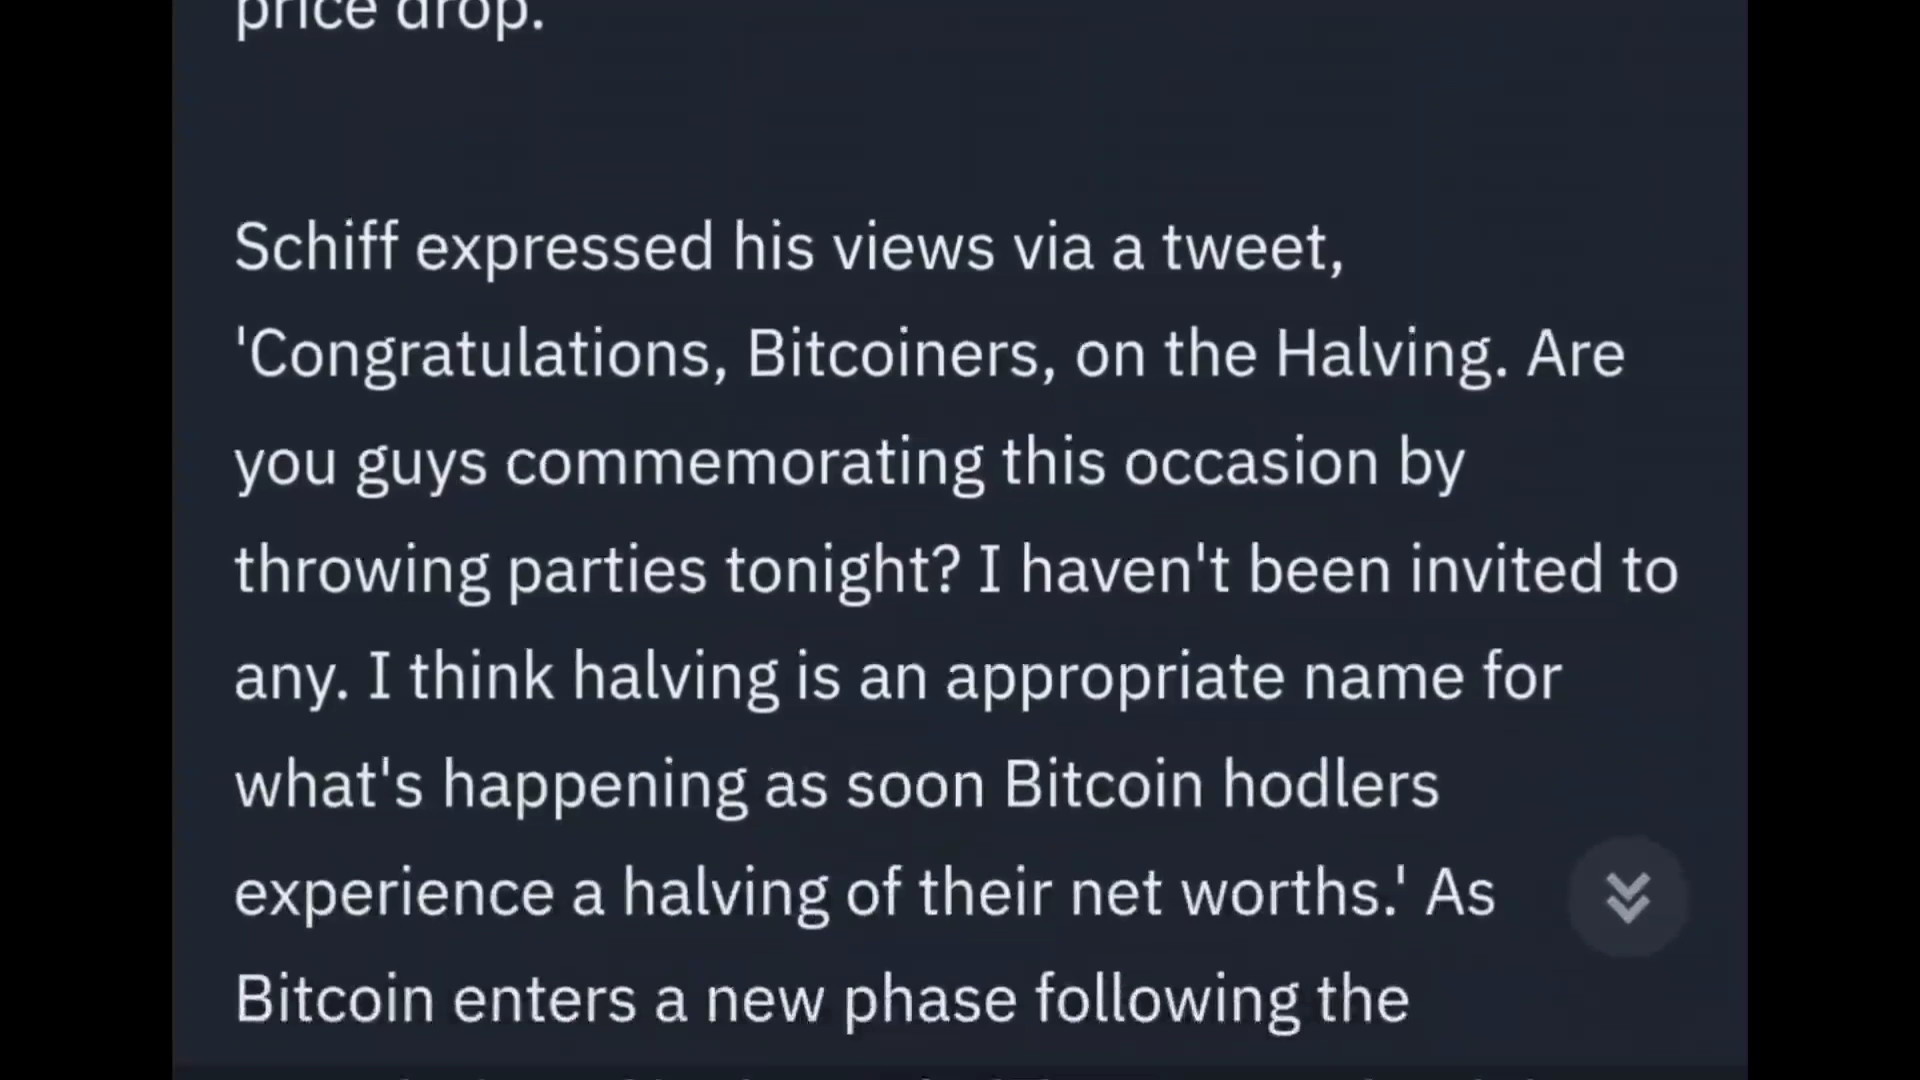 price drop.
Schiff expressed his views via a tweet,
'Congratulations, Bitcoiners, on the Halving. Are
you guys commemorating this occasion by
throwing parties tonight? I haven't been invited to
any. I think halving is an appropriate name for
what's happening as soon Bitcoin hodlers
experience a halving of their net worths.' As
Bitcoin enters a new phase following the